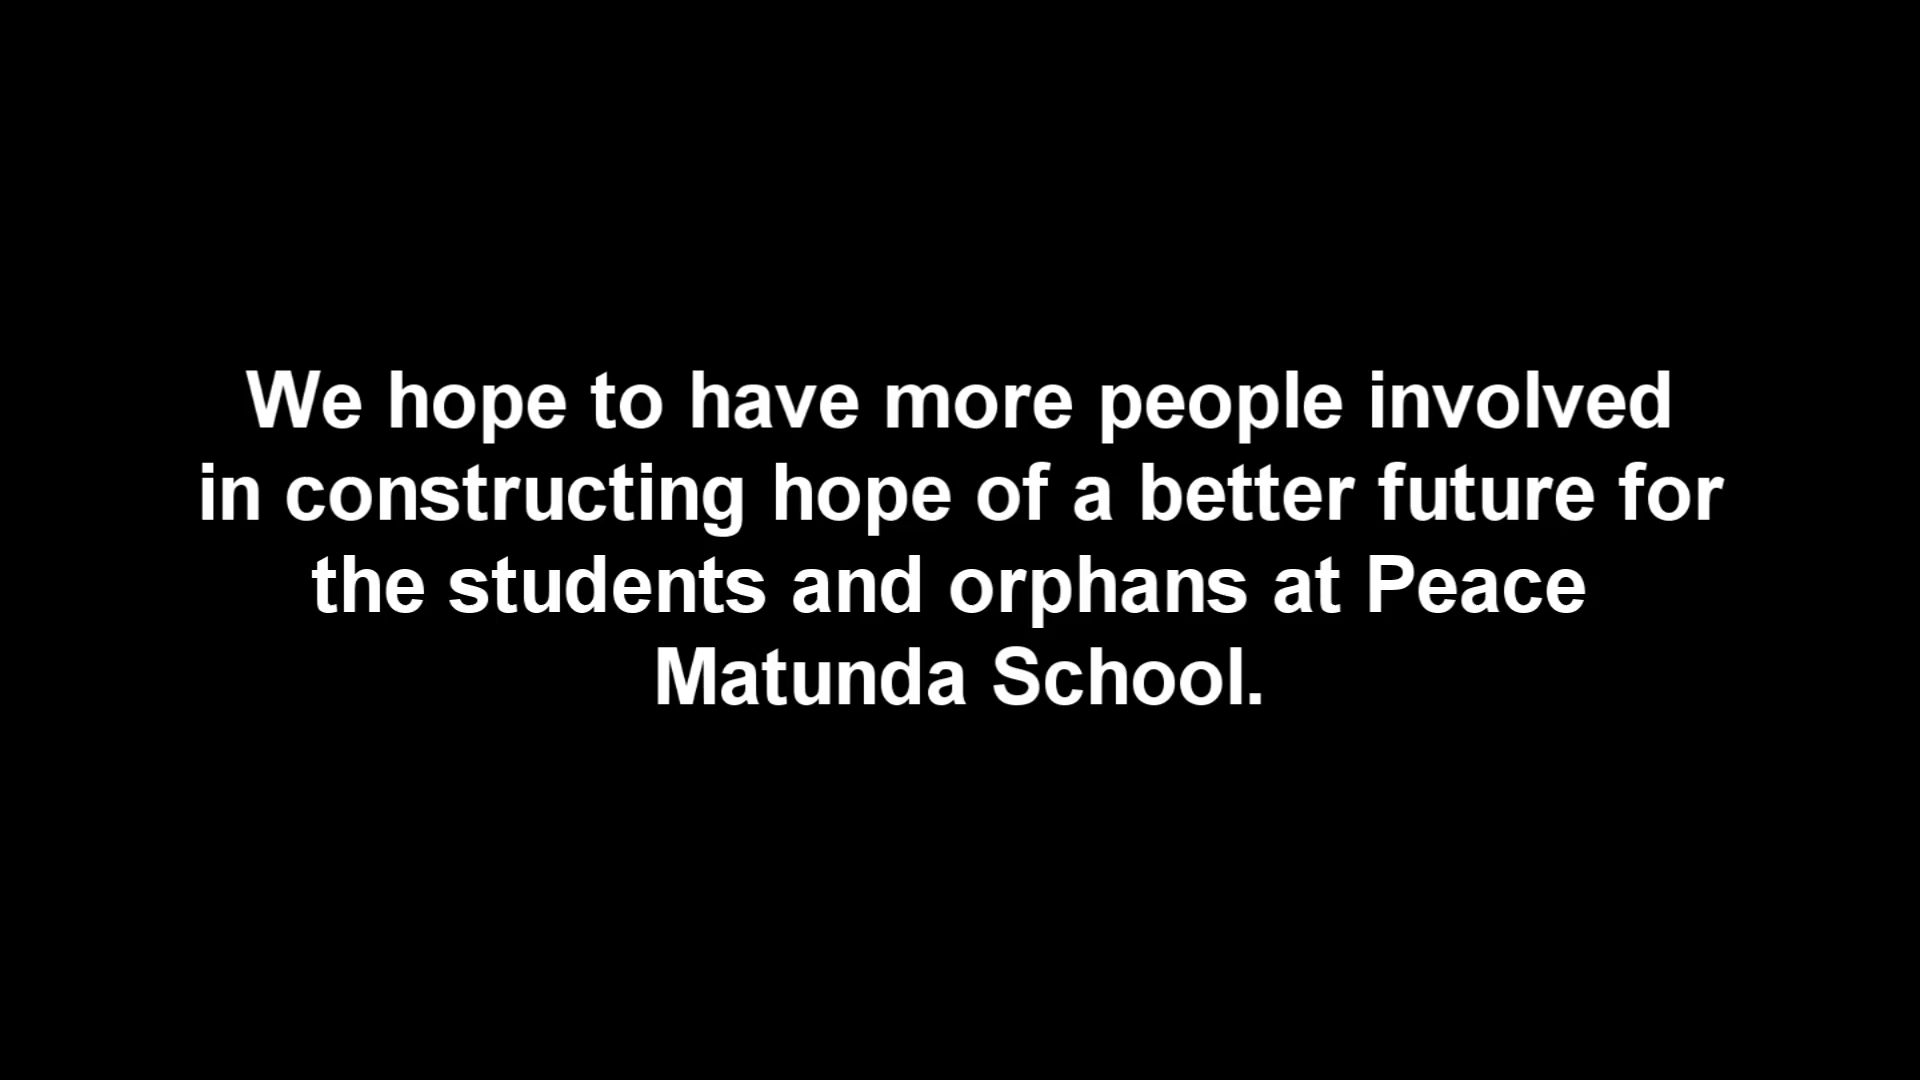 We hope to have more people involved
in constructing hope of a better future for
the students and orphans at Peace
Matunda School.